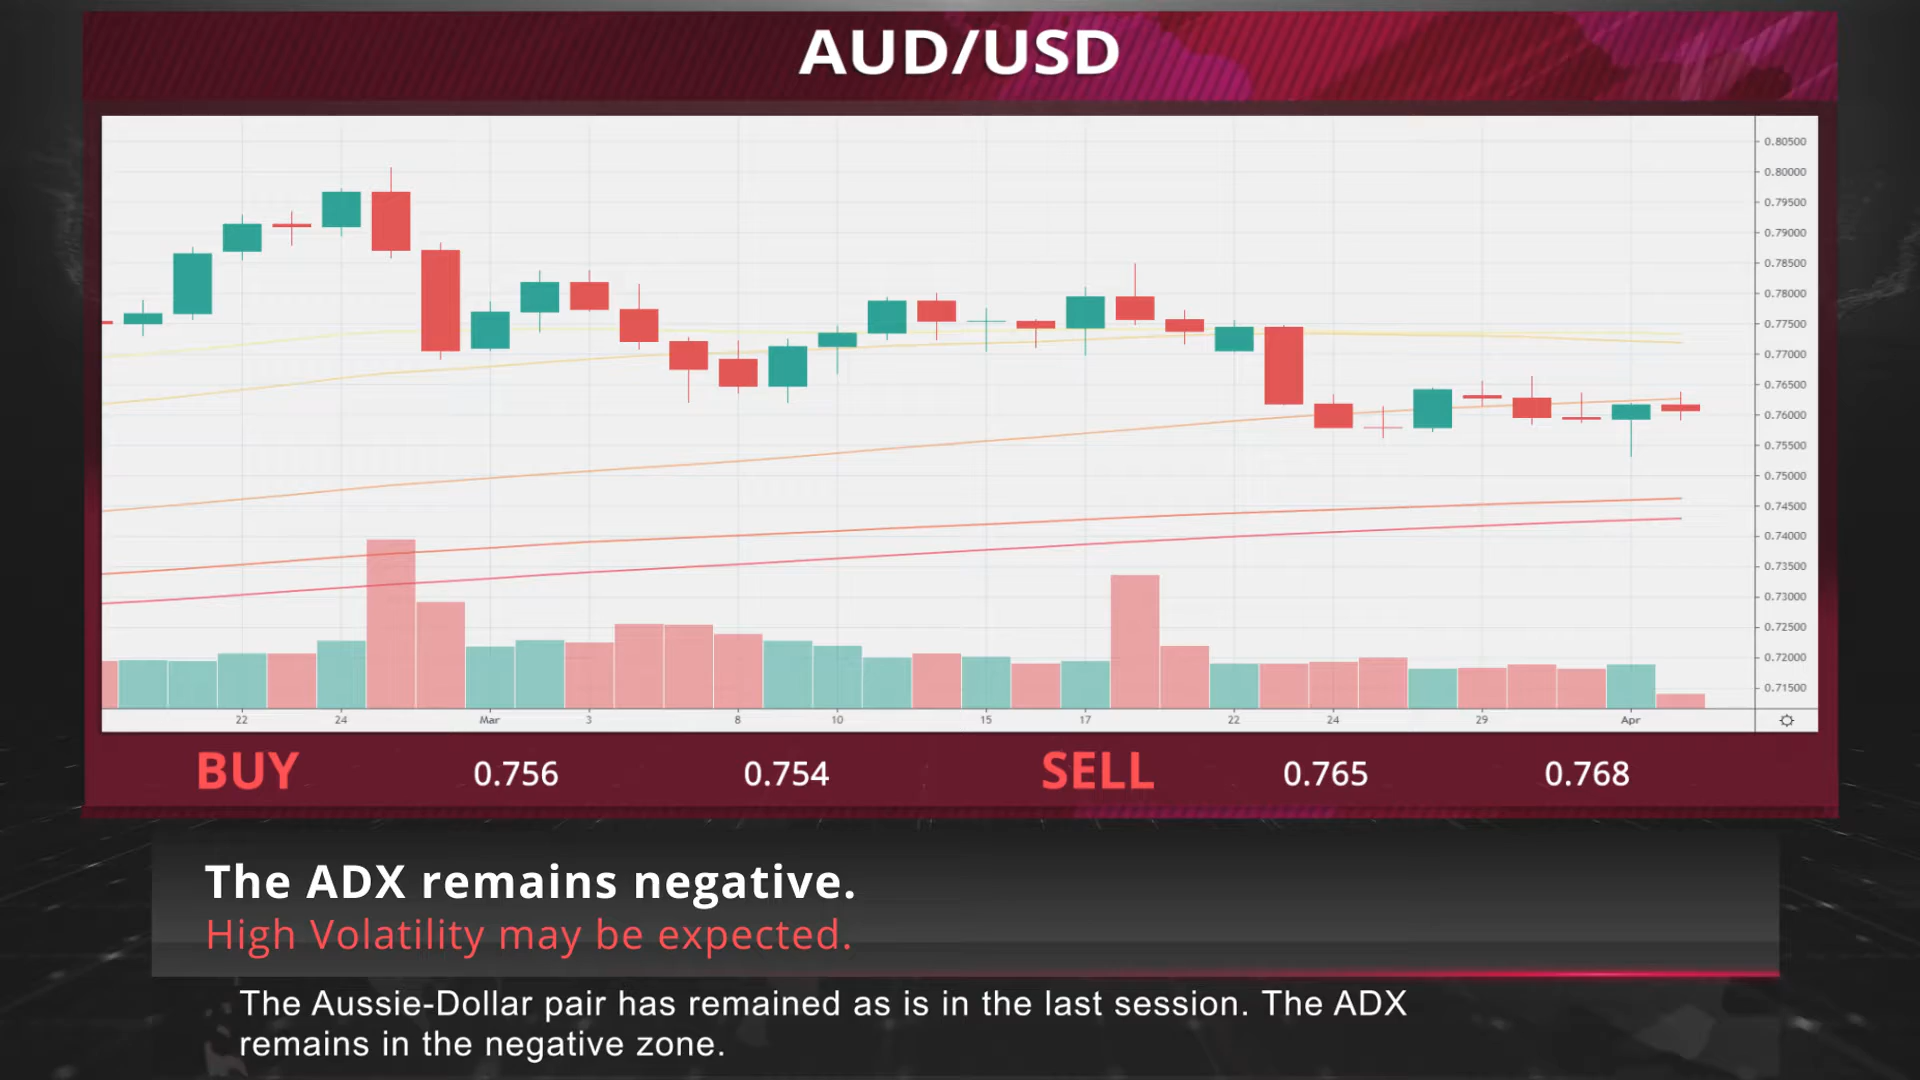 AUD/USD
0.80500
0.80000
0.79500
0.79000
0.78500
0.78000
0.77500
0.77000
0.76500
0.76000
0.75500
0.75000
0.74500
0.74000
0.73500
0.73000
0.72500
0.72000
0.71500
22 24 Mar 3 8 10 15 17 22 24 29 Apr
BUY 0.756 0.754 SELL 0.765 0.768
The ADX remains negative.
High Volatility may be expected.
The Aussie-Dollar pair has remained as is in the last session. The ADX
remains in the negative zone.